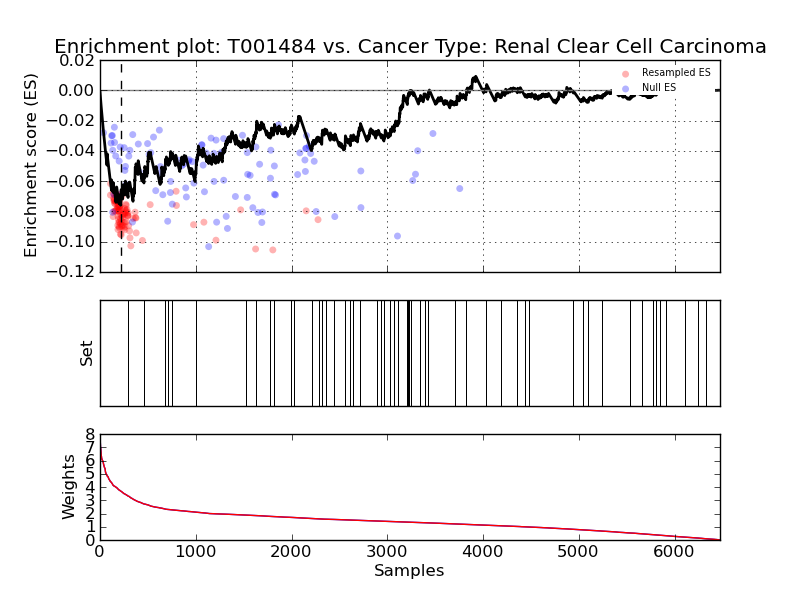 Enrichment plot: T001484 vs. Cancer Type: Renal Clear Cell Carcinoma
0.02
0.00
−0.02
−0.04
−0.06
−0.08
−0.10
−0.12
Enrichment score (ES)
Resampled ES
Null ES
Set
8
7
6
5
4
3
2
1
0
Weights
0 1000 2000 3000 4000 5000 6000
Samples